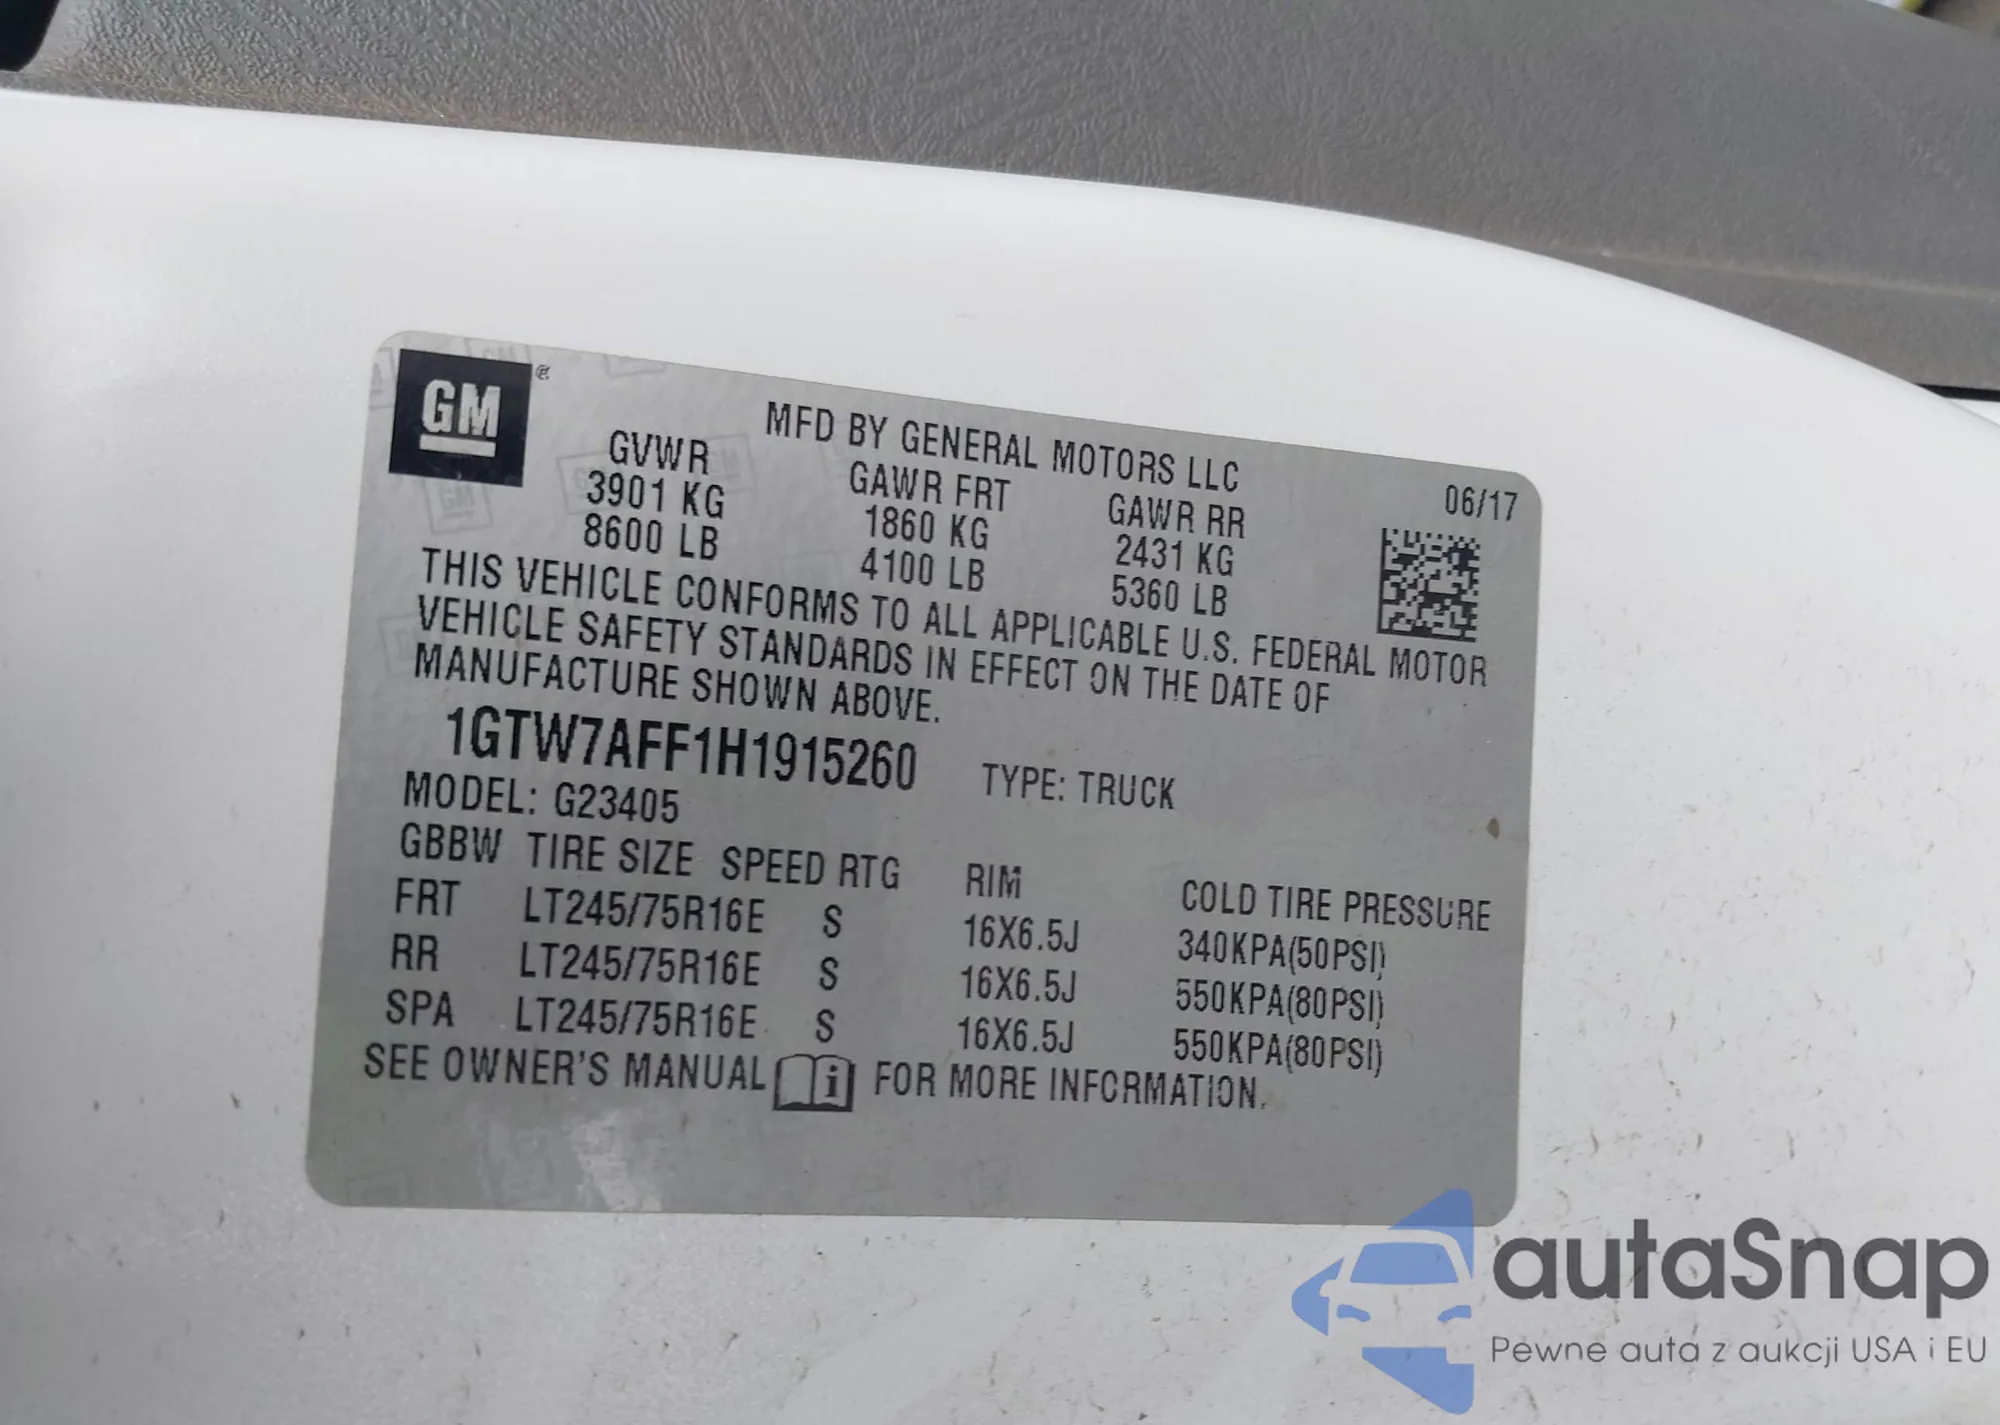 GM
MFD BY GENERAL MOTORS LLC
GVWR GAWR FRT GAWR RR 06/17
3901 KG 1860 KG 2431 KG
8600 LB 4100 LB 5360 LB
THIS VEHICLE CONFORMS TO ALL APPLICABLE U.S. FEDERAL MOTOR
VEHICLE SAFETY STANDARDS IN EFFECT ON THE DATE OF
MANUFACTURE SHOWN ABOVE.
1GTW7AFF1H1915260 TYPE: TRUCK
MODEL: G23405
GBBW TIRE SIZE SPEED RTG RIM COLD TIRE PRESSURE
FRT LT245/75R16E S 16X6.5J 340KPA(50PSI)
RR LT245/75R16E S 16X6.5J 550KPA(80PSI)
SPA LT245/75R16E S 16X6.5J 550KPA(80PSI)
SEE OWNER'S MANUAL i FOR MORE INFORMATION.
autaSnap
Pewne auta z aukcji USA i EU